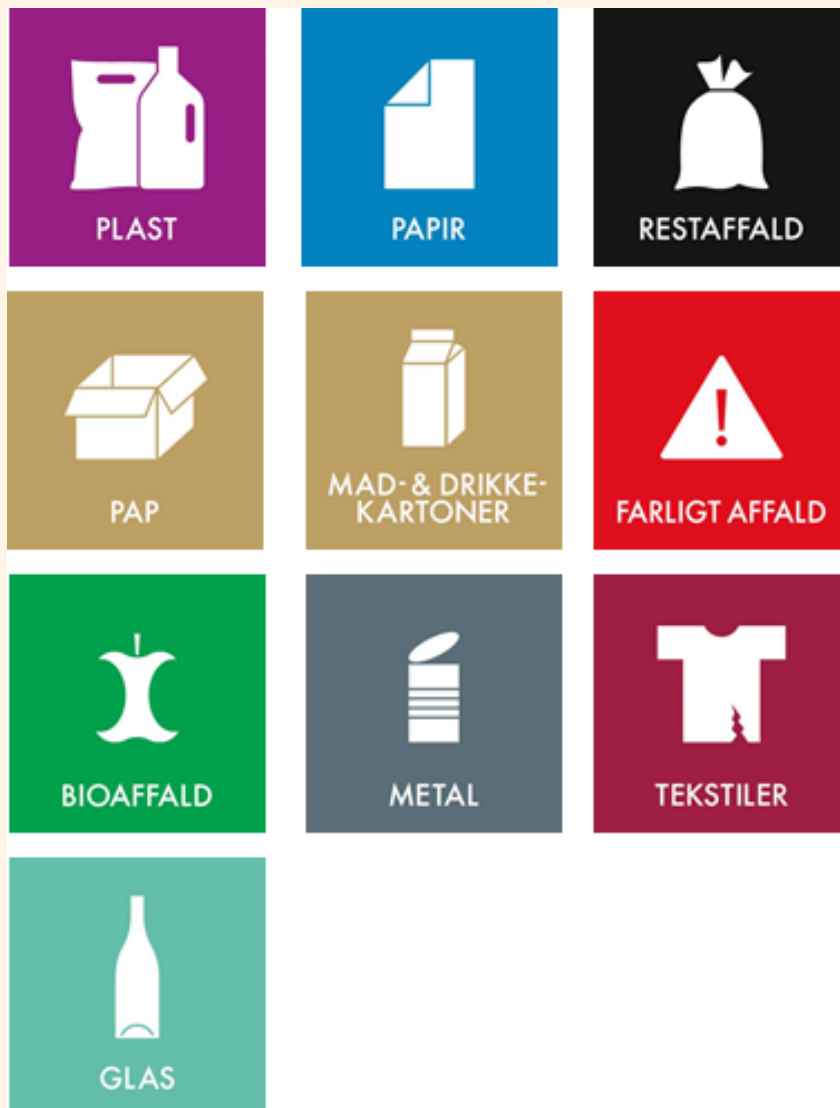 PLAST
PAPIR
RESTAFFALD
PAP
MAD- & DRIKKE-
KARTONER
FARLIGT AFFALD
BIOAFFALD
METAL
TEKSTILER
GLAS